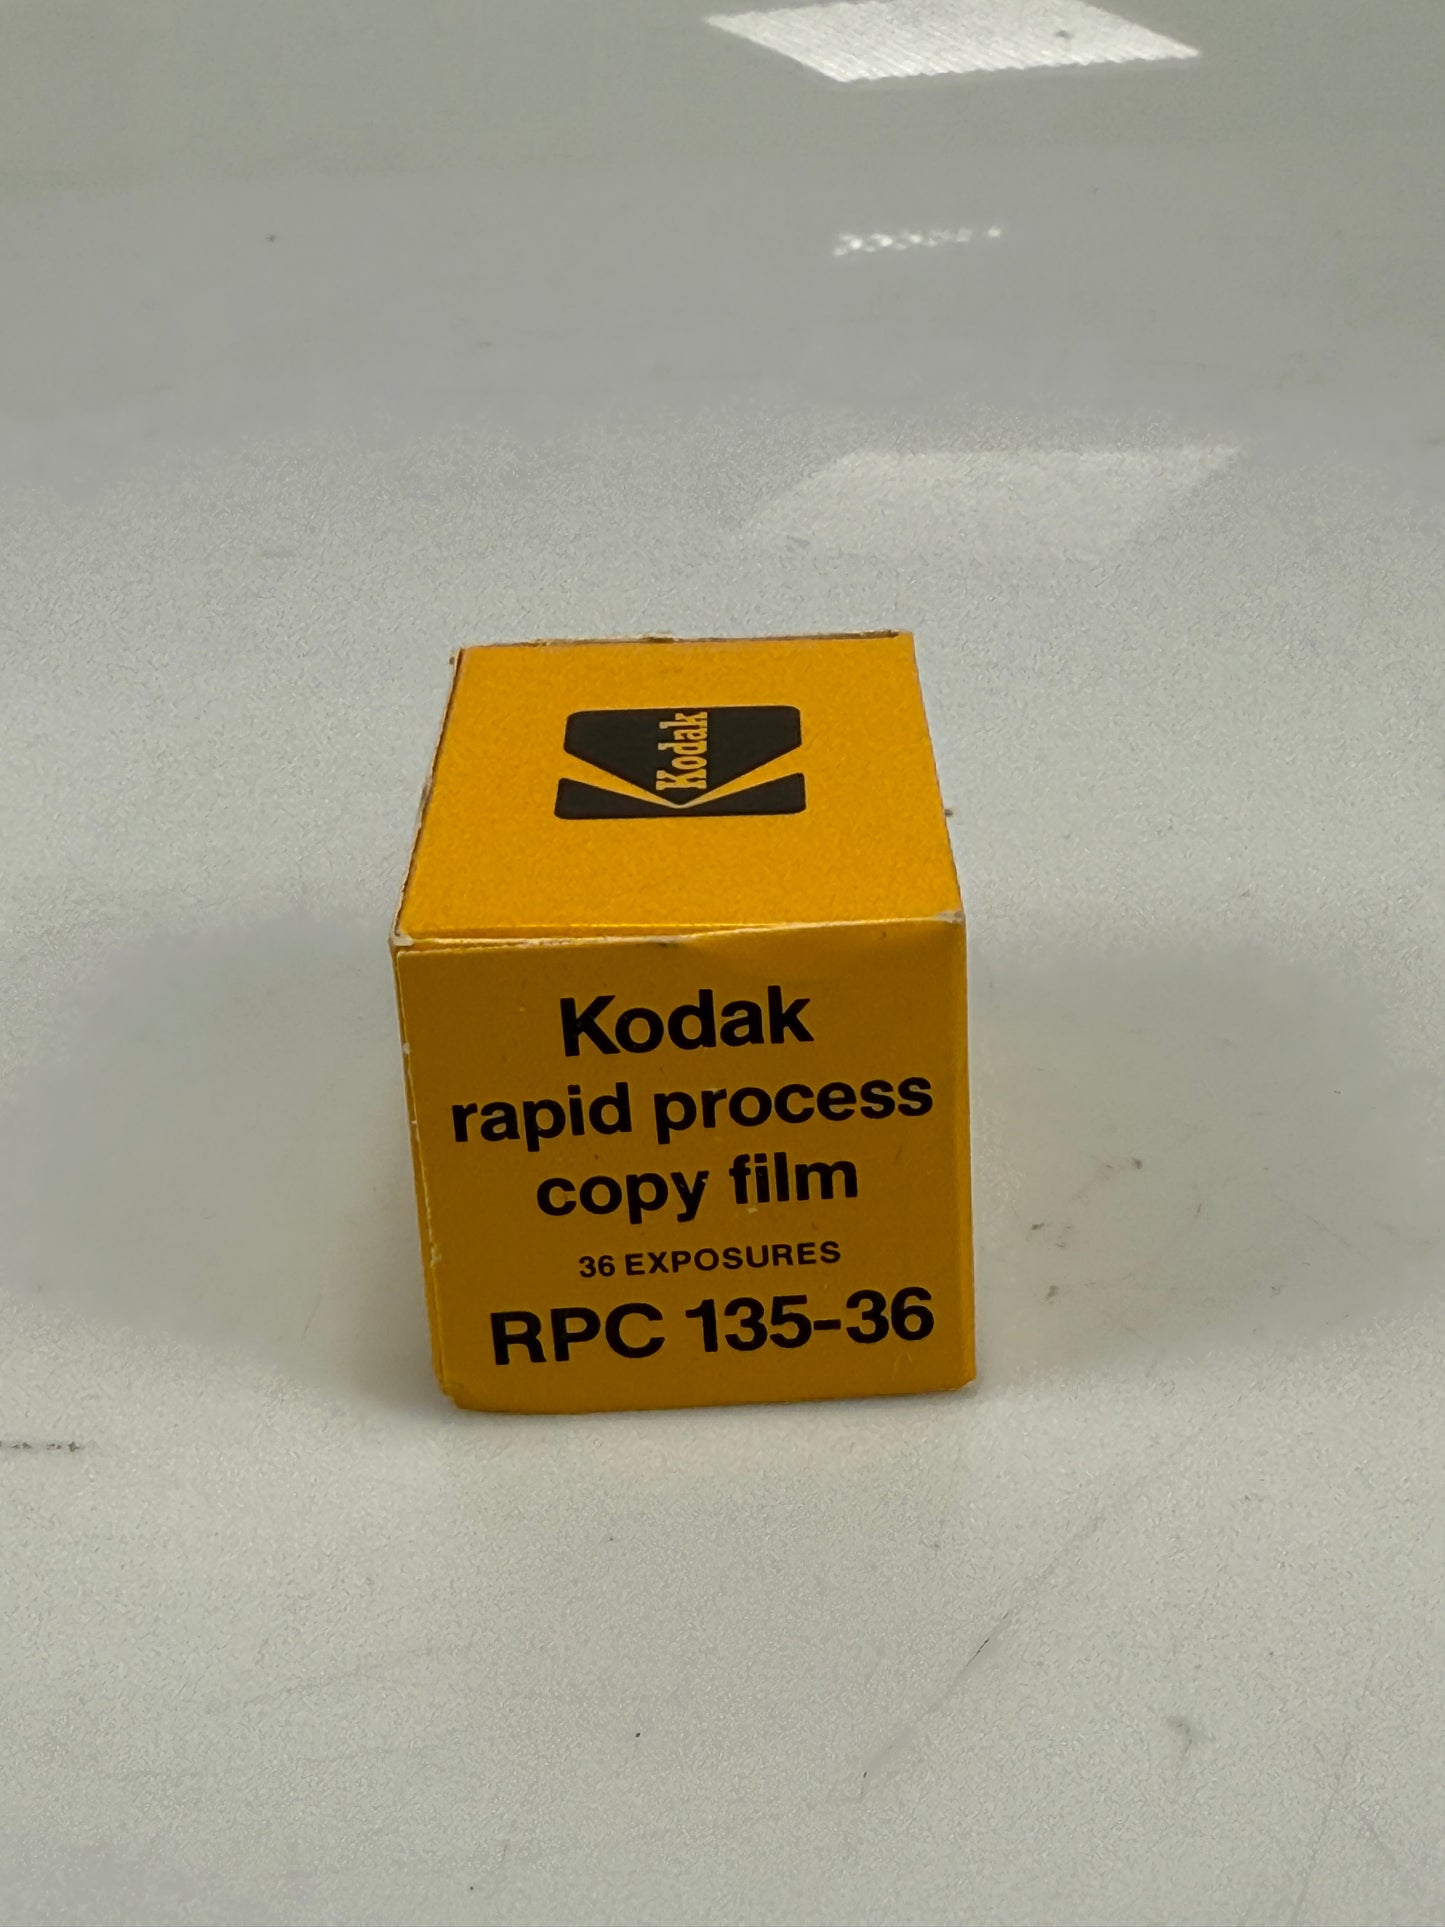 Kodak
Kodak
rapid process
copy film
36 EXPOSURES
RPC 135-36